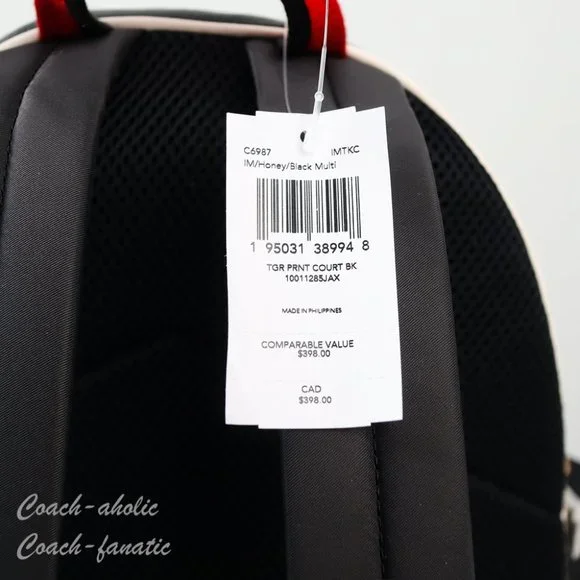 C6987 IMTKC
IM/Honey/Black Multi
1 95031 38994 8
TGR PRNT COURT BK
10011285JAX
MADE IN PHILIPPINES
COMPARABLE VALUE
$398.00
CAD
$398.00
Coach-aholic
Coach-fanatic